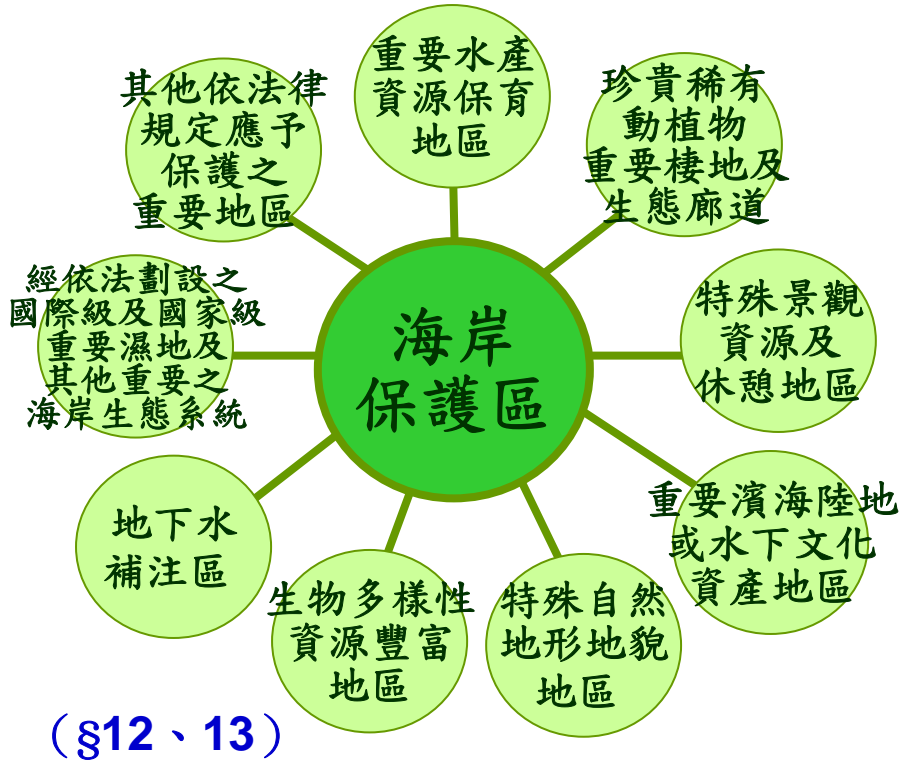 重要水產
資源保育
地區
珍貴稀有
動植物
重要棲地及
生態廊道
特殊景觀
資源及
休憩地區
重要濱海陸地
或水下文化
資產地區
特殊自然
地形地貌
地區
生物多樣性
資源豐富
地區
地下水
補注區
經依法劃設之
國際級及國家級
重要濕地及
其他重要之
海岸生態系統
其他依法律
規定應予
保護之
重要地區
海岸
保護區
（§12、13）